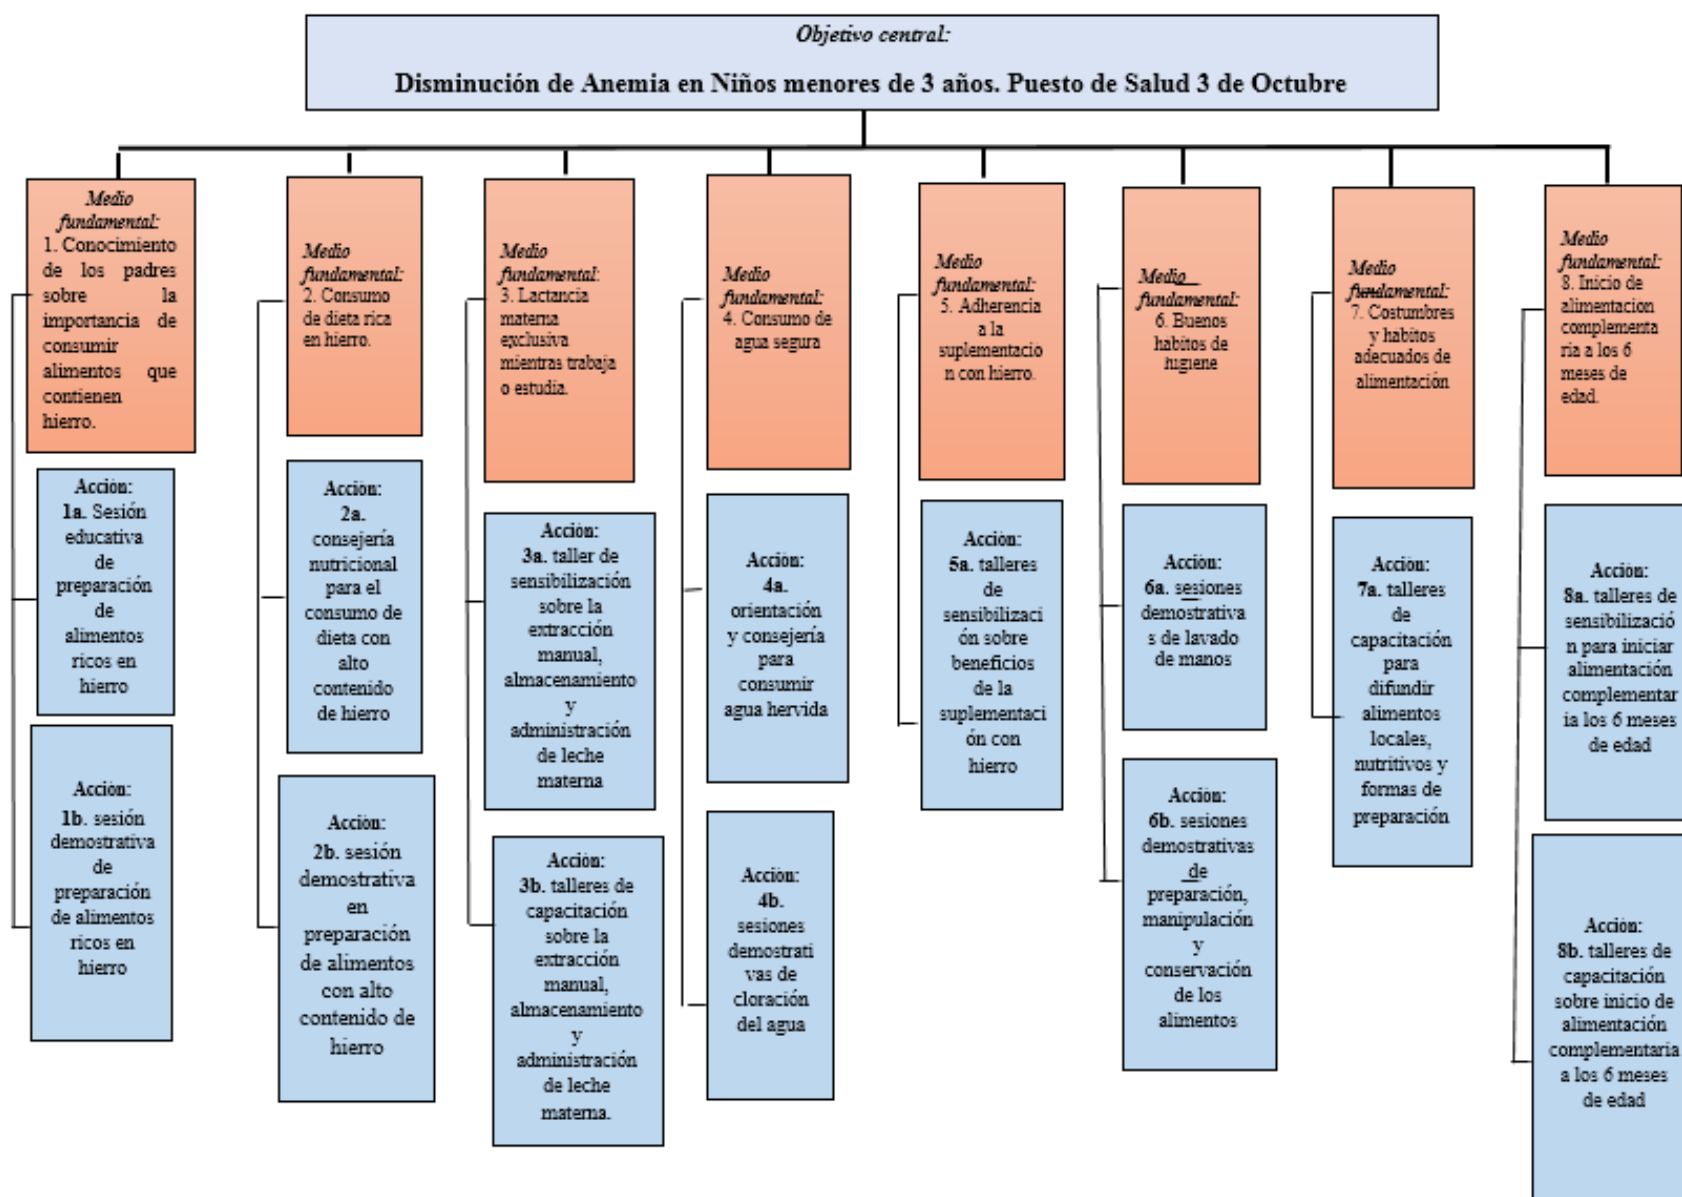 Objetivo central:
Disminución de Anemia en Niños menores de 3 años. Puesto de Salud 3 de Octubre
Medio
fundamental:
1. Conocimiento
de los padres
sobre la
importancia de
consumir
alimentos que
contienen
hierro.
Acción:
1a. Sesión
educativa
de
preparación
de
alimentos
ricos en
hierro
Acción:
1b. sesión
demostrativa
de
preparación
de alimentos
ricos en
hierro
Medio
fundamental:
2. Consumo
de dieta rica
en hierro.
Acción:
2a.
consejería
nutricional
para el
consumo de
dieta con
alto
contenido
de hierro
Acción:
2b. sesión
demostrativa
en
preparación
de alimentos
con alto
contenido de
hierro
Medio
fundamental:
3. Lactancia
materna
exclusiva
mientras trabaja
o estudia.
Acción:
3a. taller de
sensibilización
sobre la
extracción
manual,
almacenamiento
y
administración
de leche
materna
Acción:
3b. talleres de
capacitación
sobre la
extracción
manual,
almacenamiento
y
administración
de leche
materna.
Medio
fundamental:
4. Consumo de
agua segura
Acción:
4a.
orientación
y consejería
para
consumir
agua hervida
Acción:
4b.
sesiones
demostrati
vas de
cloración
del agua
Medio
fundamental:
5. Adherencia
a la
suplementacio
n con hierro.
Acción:
5a. talleres
de
sensibilizaci
ón sobre
beneficios
de la
suplementaci
ón con
hierro
Medio
fundamental:
6. Buenos
habitos de
higiene
Acción:
6a. sesiones
demostrativa
s de lavado
de manos
Acción:
6b. sesiones
demostrativas
de
preparación,
manipulación
y
conservación
de los
alimentos
Medio
fundamental:
7. Costumbres
y habitos
adecuados de
alimentación
Acción:
7a. talleres
de
capacitación
para
difundir
alimentos
locales,
nutritivos y
formas de
preparación
Medio
fundamental:
8. Inicio de
alimentacion
complementa
ria a los 6
meses de
edad.
Acción:
8a. talleres de
sensibilizació
n para iniciar
alimentación
complementar
ia los 6 meses
de edad
Acción:
8b. talleres de
capacitación
sobre inicio de
alimentación
complementaria
a los 6 meses
de edad